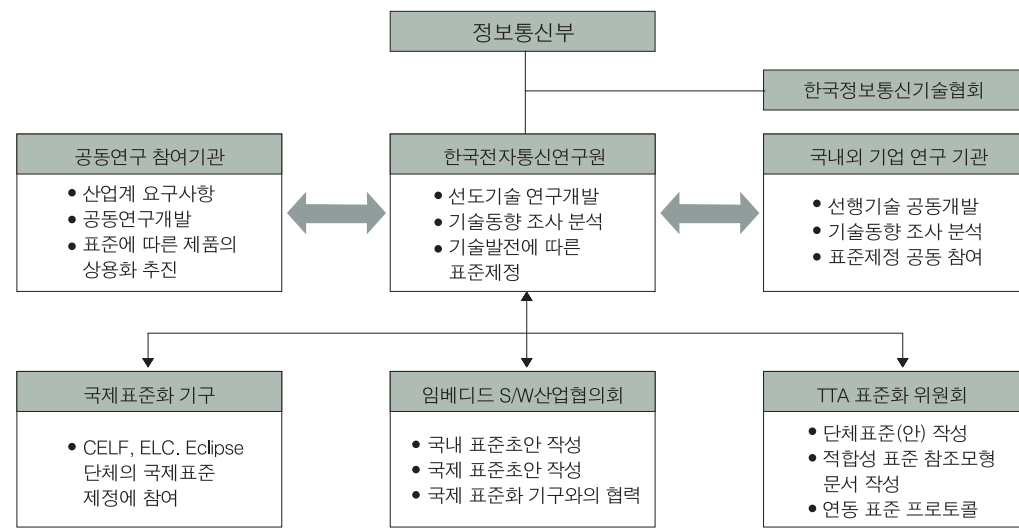 정보통신부
한국정보통신기술협회
공동연구 참여기관
• 산업계 요구사항
• 공동연구개발
• 표준에 따른 제품의
상용화 추진
한국전자통신연구원
• 선도기술 연구개발
• 기술동향 조사 분석
• 기술발전에 따른
표준제정
국내외 기업 연구 기관
• 선행기술 공동개발
• 기술동향 조사 분석
• 표준제정 공동 참여
국제표준화 기구
• CELF, ELC. Eclipse
단체의 국제표준
제정에 참여
임베디드 S/W산업협의회
• 국내 표준초안 작성
• 국제 표준초안 작성
• 국제 표준화 기구와의 협력
TTA 표준화 위원회
• 단체표준(안) 작성
• 적합성 표준 참조모형
문서 작성
• 연동 표준 프로토콜